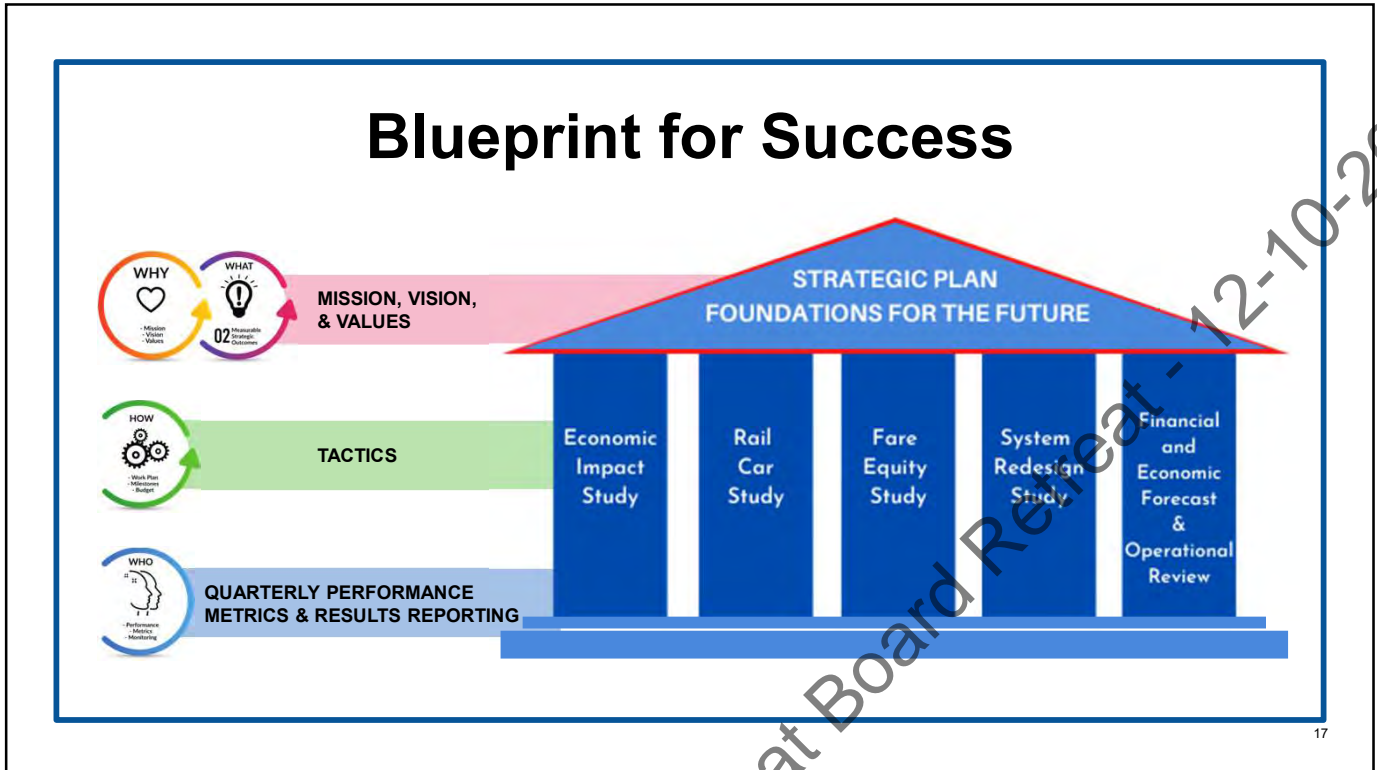 Blueprint for Success
WHY
- Mission
- Vision
- Values
WHAT
02 Measurable
Strategic
Outcomes
MISSION, VISION,
& VALUES
STRATEGIC PLAN
FOUNDATIONS FOR THE FUTURE
HOW
- Work Plan
- Milestones
- Budget
TACTICS
Economic
Impact
Study
Rail
Car
Study
Fare
Equity
Study
System
Redesign
Study
Financial
and
Economic
Forecast
&
Operational
Review
WHO
- Performance
- Metrics
- Monitoring
QUARTERLY PERFORMANCE
METRICS & RESULTS REPORTING
at Board Retreat - 12-10-2
17